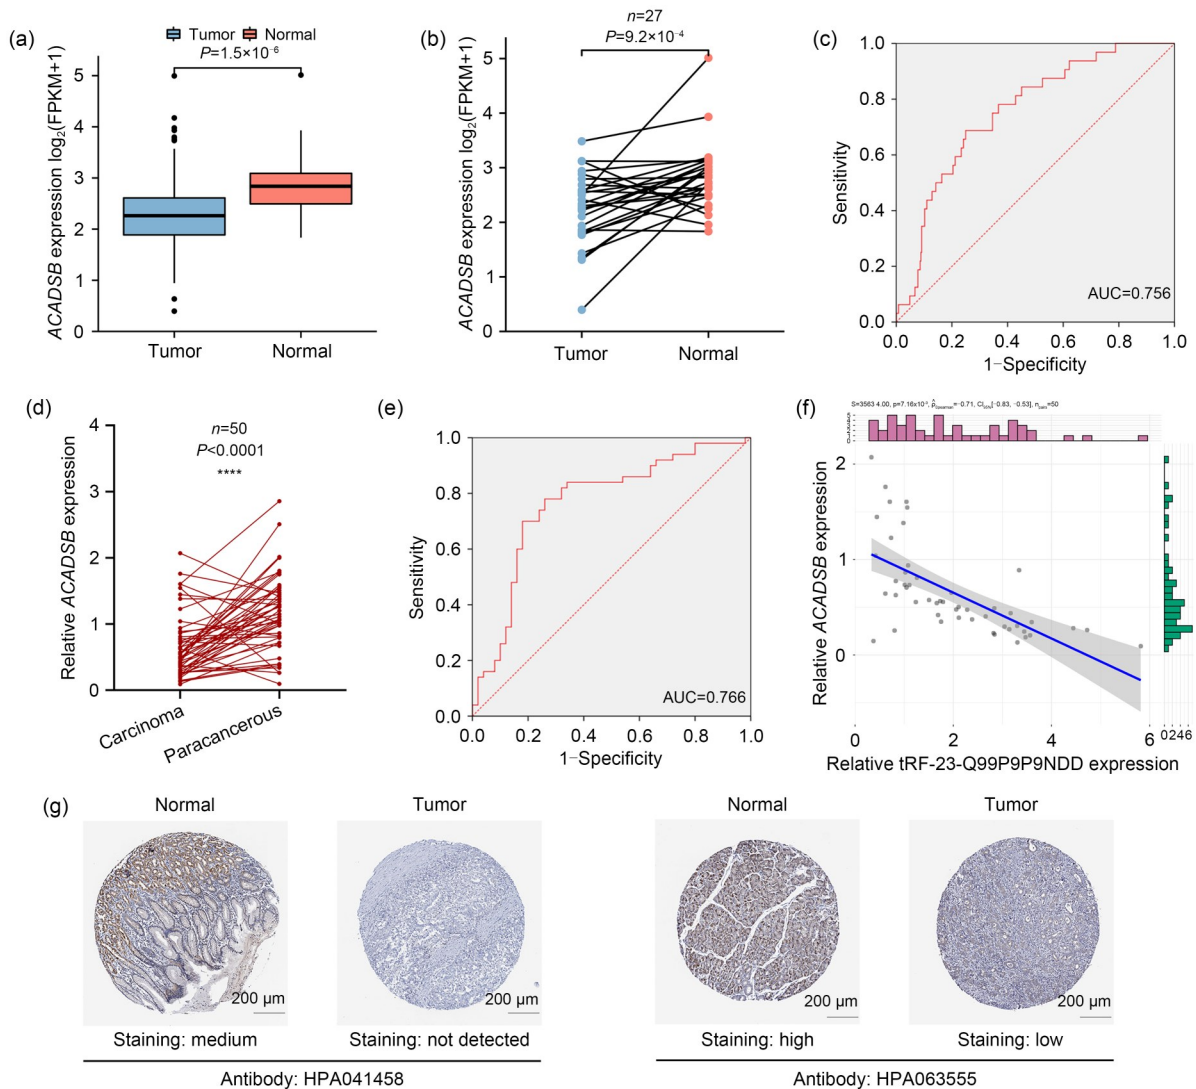 (a)
Tumor Normal
P=1.5×10⁻⁶
ACADSB expression log₂(FPKM+1)
5
4
3
2
1
0
Tumor Normal
(b)
n=27
P=9.2×10⁻⁴
ACADSB expression log₂(FPKM+1)
5
4
3
2
1
0
Tumor Normal
(c)
Sensitivity
1.0
0.8
0.6
0.4
0.2
0.0
AUC=0.756
0.0 0.2 0.4 0.6 0.8 1.0
1−Specificity
(d)
n=50
P<0.0001
****
Relative ACADSB expression
4
3
2
1
0
Carcinoma
Paracancerous
(e)
Sensitivity
1.0
0.8
0.6
0.4
0.2
0.0
AUC=0.766
0.0 0.2 0.4 0.6 0.8 1.0
1−Specificity
(f)
Relative ACADSB expression
2
1
0
0 2 4 6
0246
Relative tRF-23-Q99P9P9NDD expression
(g)
Normal Tumor Normal Tumor
200 μm 200 μm 200 μm 200 μm
Staining: medium Staining: not detected Staining: high Staining: low
Antibody: HPA041458 Antibody: HPA063555